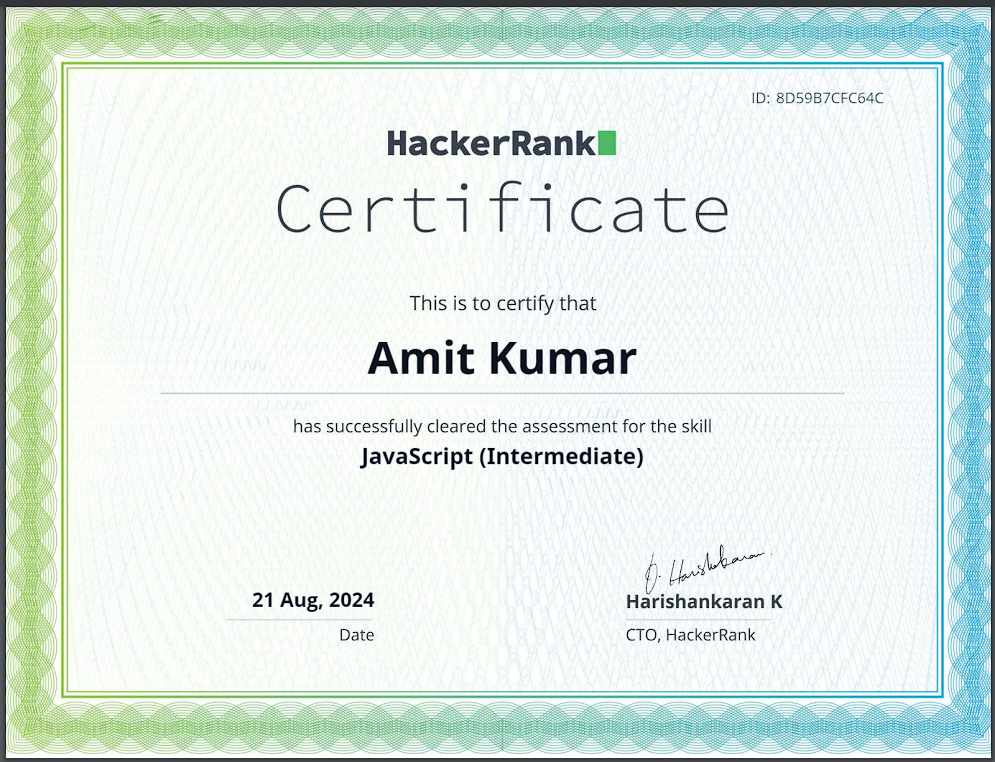 ID: 8D59B7CFC64C
HackerRank
Certificate
This is to certify that
Amit Kumar
has successfully cleared the assessment for the skill
JavaScript (Intermediate)
21 Aug, 2024
Date
Harishankaran K
CTO, HackerRank